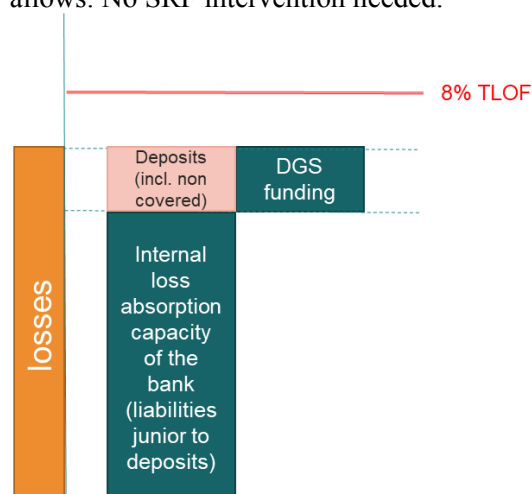 allows. No SRF intervention needed.
8% TLOF
Deposits
(incl. non
covered)
DGS
funding
Internal
loss
absorption
capacity
of the
bank
(liabilities
junior to
deposits)
losses